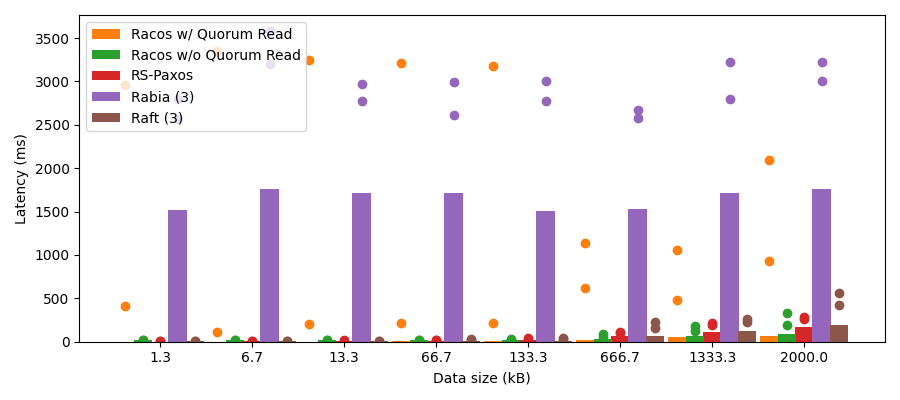 Racos w/ Quorum Read
Racos w/o Quorum Read
RS-Paxos
Rabia (3)
Raft (3)
3500
3000
2500
2000
1500
1000
500
0
Latency (ms)
1.3 6.7 13.3 66.7 133.3 666.7 1333.3 2000.0
Data size (kB)